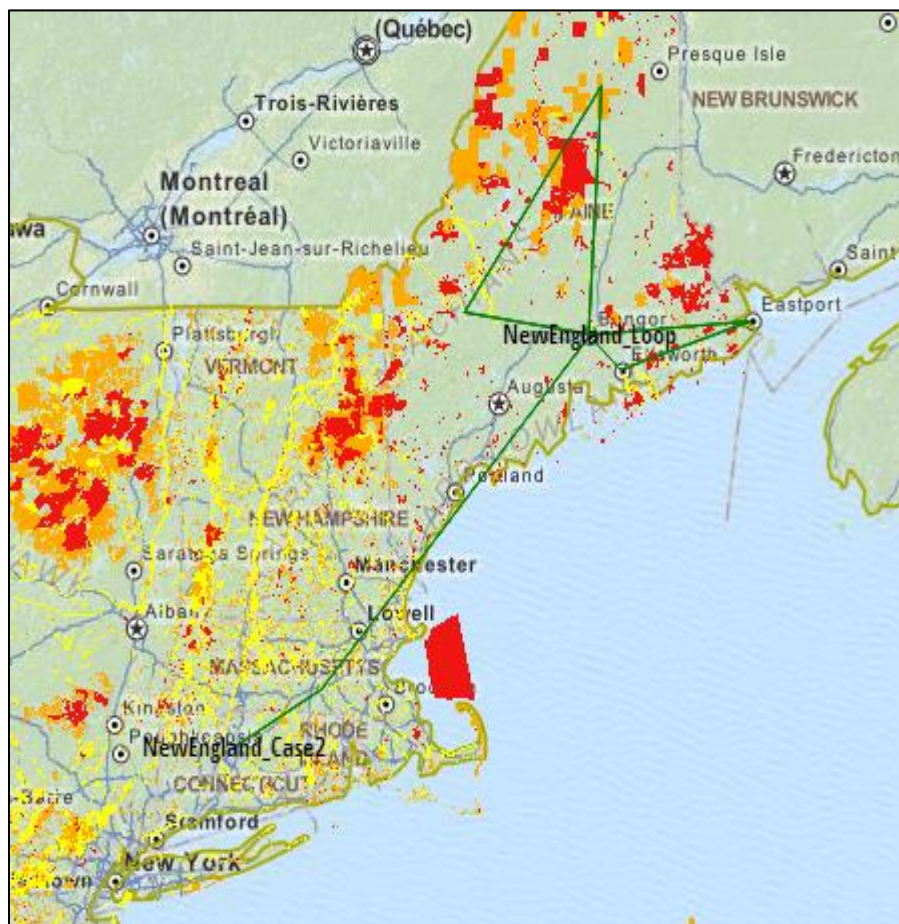 (Québec)
Presque Isle
NEW BRUNSWICK
Trois-Rivières
Victoriaville
Fredericton
Montreal
(Montréal)
Saint-Jean-sur-Richelieu
Saint
Cornwall
Eastport
Bangor
NewEngland_Loop
Plattsburgh
Ellsworth
VERMONT
Augusta
Portland
NEW HAMPSHIRE
Saratoga Springs
Manchester
Albany
Lowell
MASSACHUSETTS
Kingston
Poughkeepsie
RHODE
NewEngland_Case2
ISLAND
CONNECTICUT
Stamford
New York